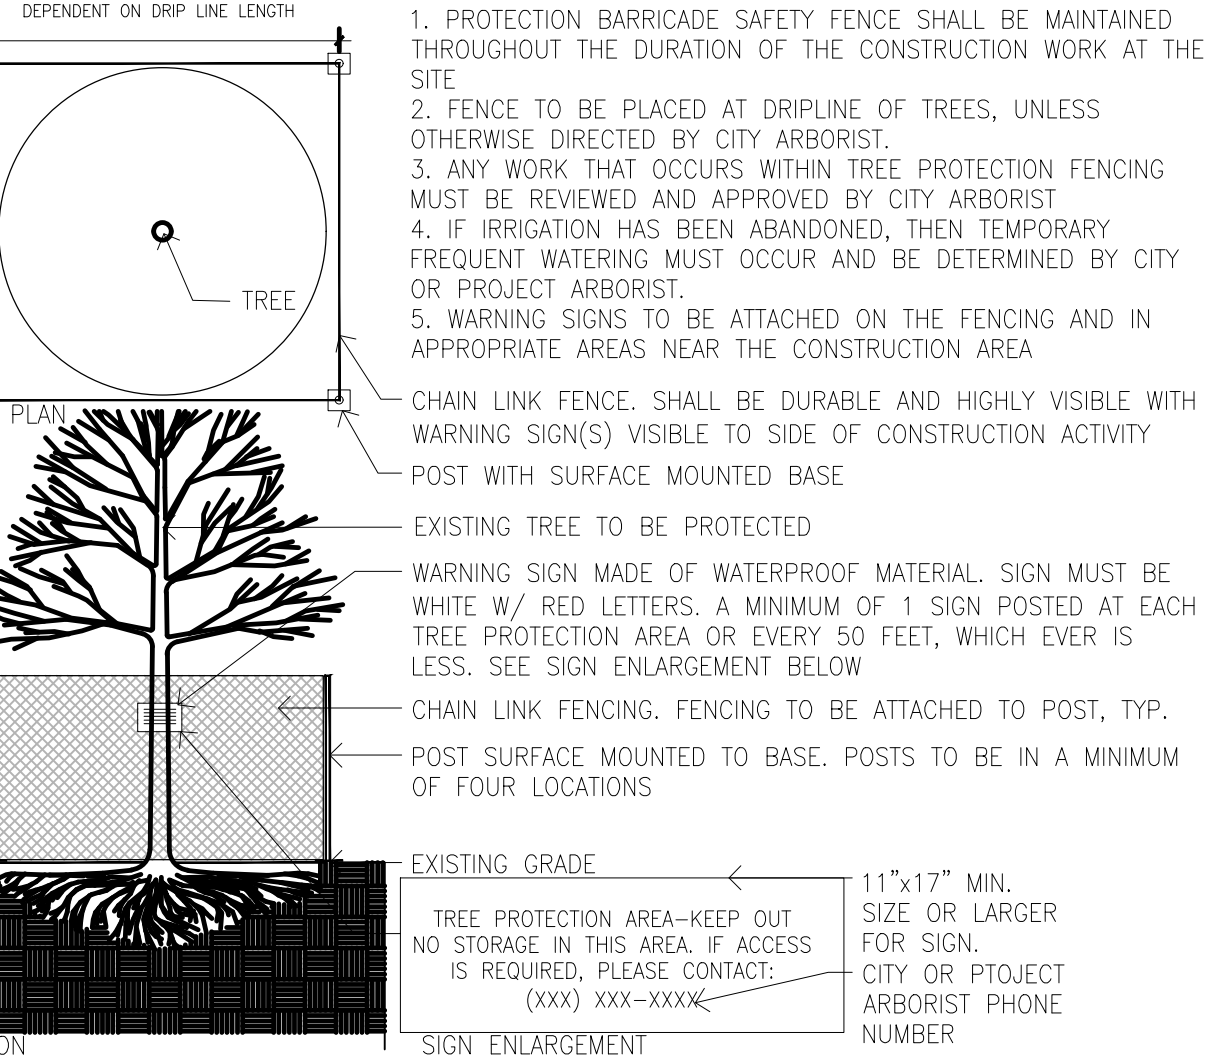 DEPENDENT ON DRIP LINE LENGTH
1. PROTECTION BARRICADE SAFETY FENCE SHALL BE MAINTAINED
THROUGHOUT THE DURATION OF THE CONSTRUCTION WORK AT THE
SITE
2. FENCE TO BE PLACED AT DRIPLINE OF TREES, UNLESS
OTHERWISE DIRECTED BY CITY ARBORIST.
3. ANY WORK THAT OCCURS WITHIN TREE PROTECTION FENCING
MUST BE REVIEWED AND APPROVED BY CITY ARBORIST
4. IF IRRIGATION HAS BEEN ABANDONED, THEN TEMPORARY
FREQUENT WATERING MUST OCCUR AND BE DETERMINED BY CITY
OR PROJECT ARBORIST.
5. WARNING SIGNS TO BE ATTACHED ON THE FENCING AND IN
APPROPRIATE AREAS NEAR THE CONSTRUCTION AREA
TREE
PLAN
CHAIN LINK FENCE. SHALL BE DURABLE AND HIGHLY VISIBLE WITH
WARNING SIGN(S) VISIBLE TO SIDE OF CONSTRUCTION ACTIVITY
POST WITH SURFACE MOUNTED BASE
EXISTING TREE TO BE PROTECTED
WARNING SIGN MADE OF WATERPROOF MATERIAL. SIGN MUST BE
WHITE W/ RED LETTERS. A MINIMUM OF 1 SIGN POSTED AT EACH
TREE PROTECTION AREA OR EVERY 50 FEET, WHICH EVER IS
LESS. SEE SIGN ENLARGEMENT BELOW
CHAIN LINK FENCING. FENCING TO BE ATTACHED TO POST, TYP.
POST SURFACE MOUNTED TO BASE. POSTS TO BE IN A MINIMUM
OF FOUR LOCATIONS
EXISTING GRADE
TREE PROTECTION AREA-KEEP OUT
NO STORAGE IN THIS AREA. IF ACCESS
IS REQUIRED, PLEASE CONTACT:
(XXX) XXX-XXXX
11"x17" MIN.
SIZE OR LARGER
FOR SIGN.
CITY OR PTOJECT
ARBORIST PHONE
NUMBER
ON
SIGN ENLARGEMENT